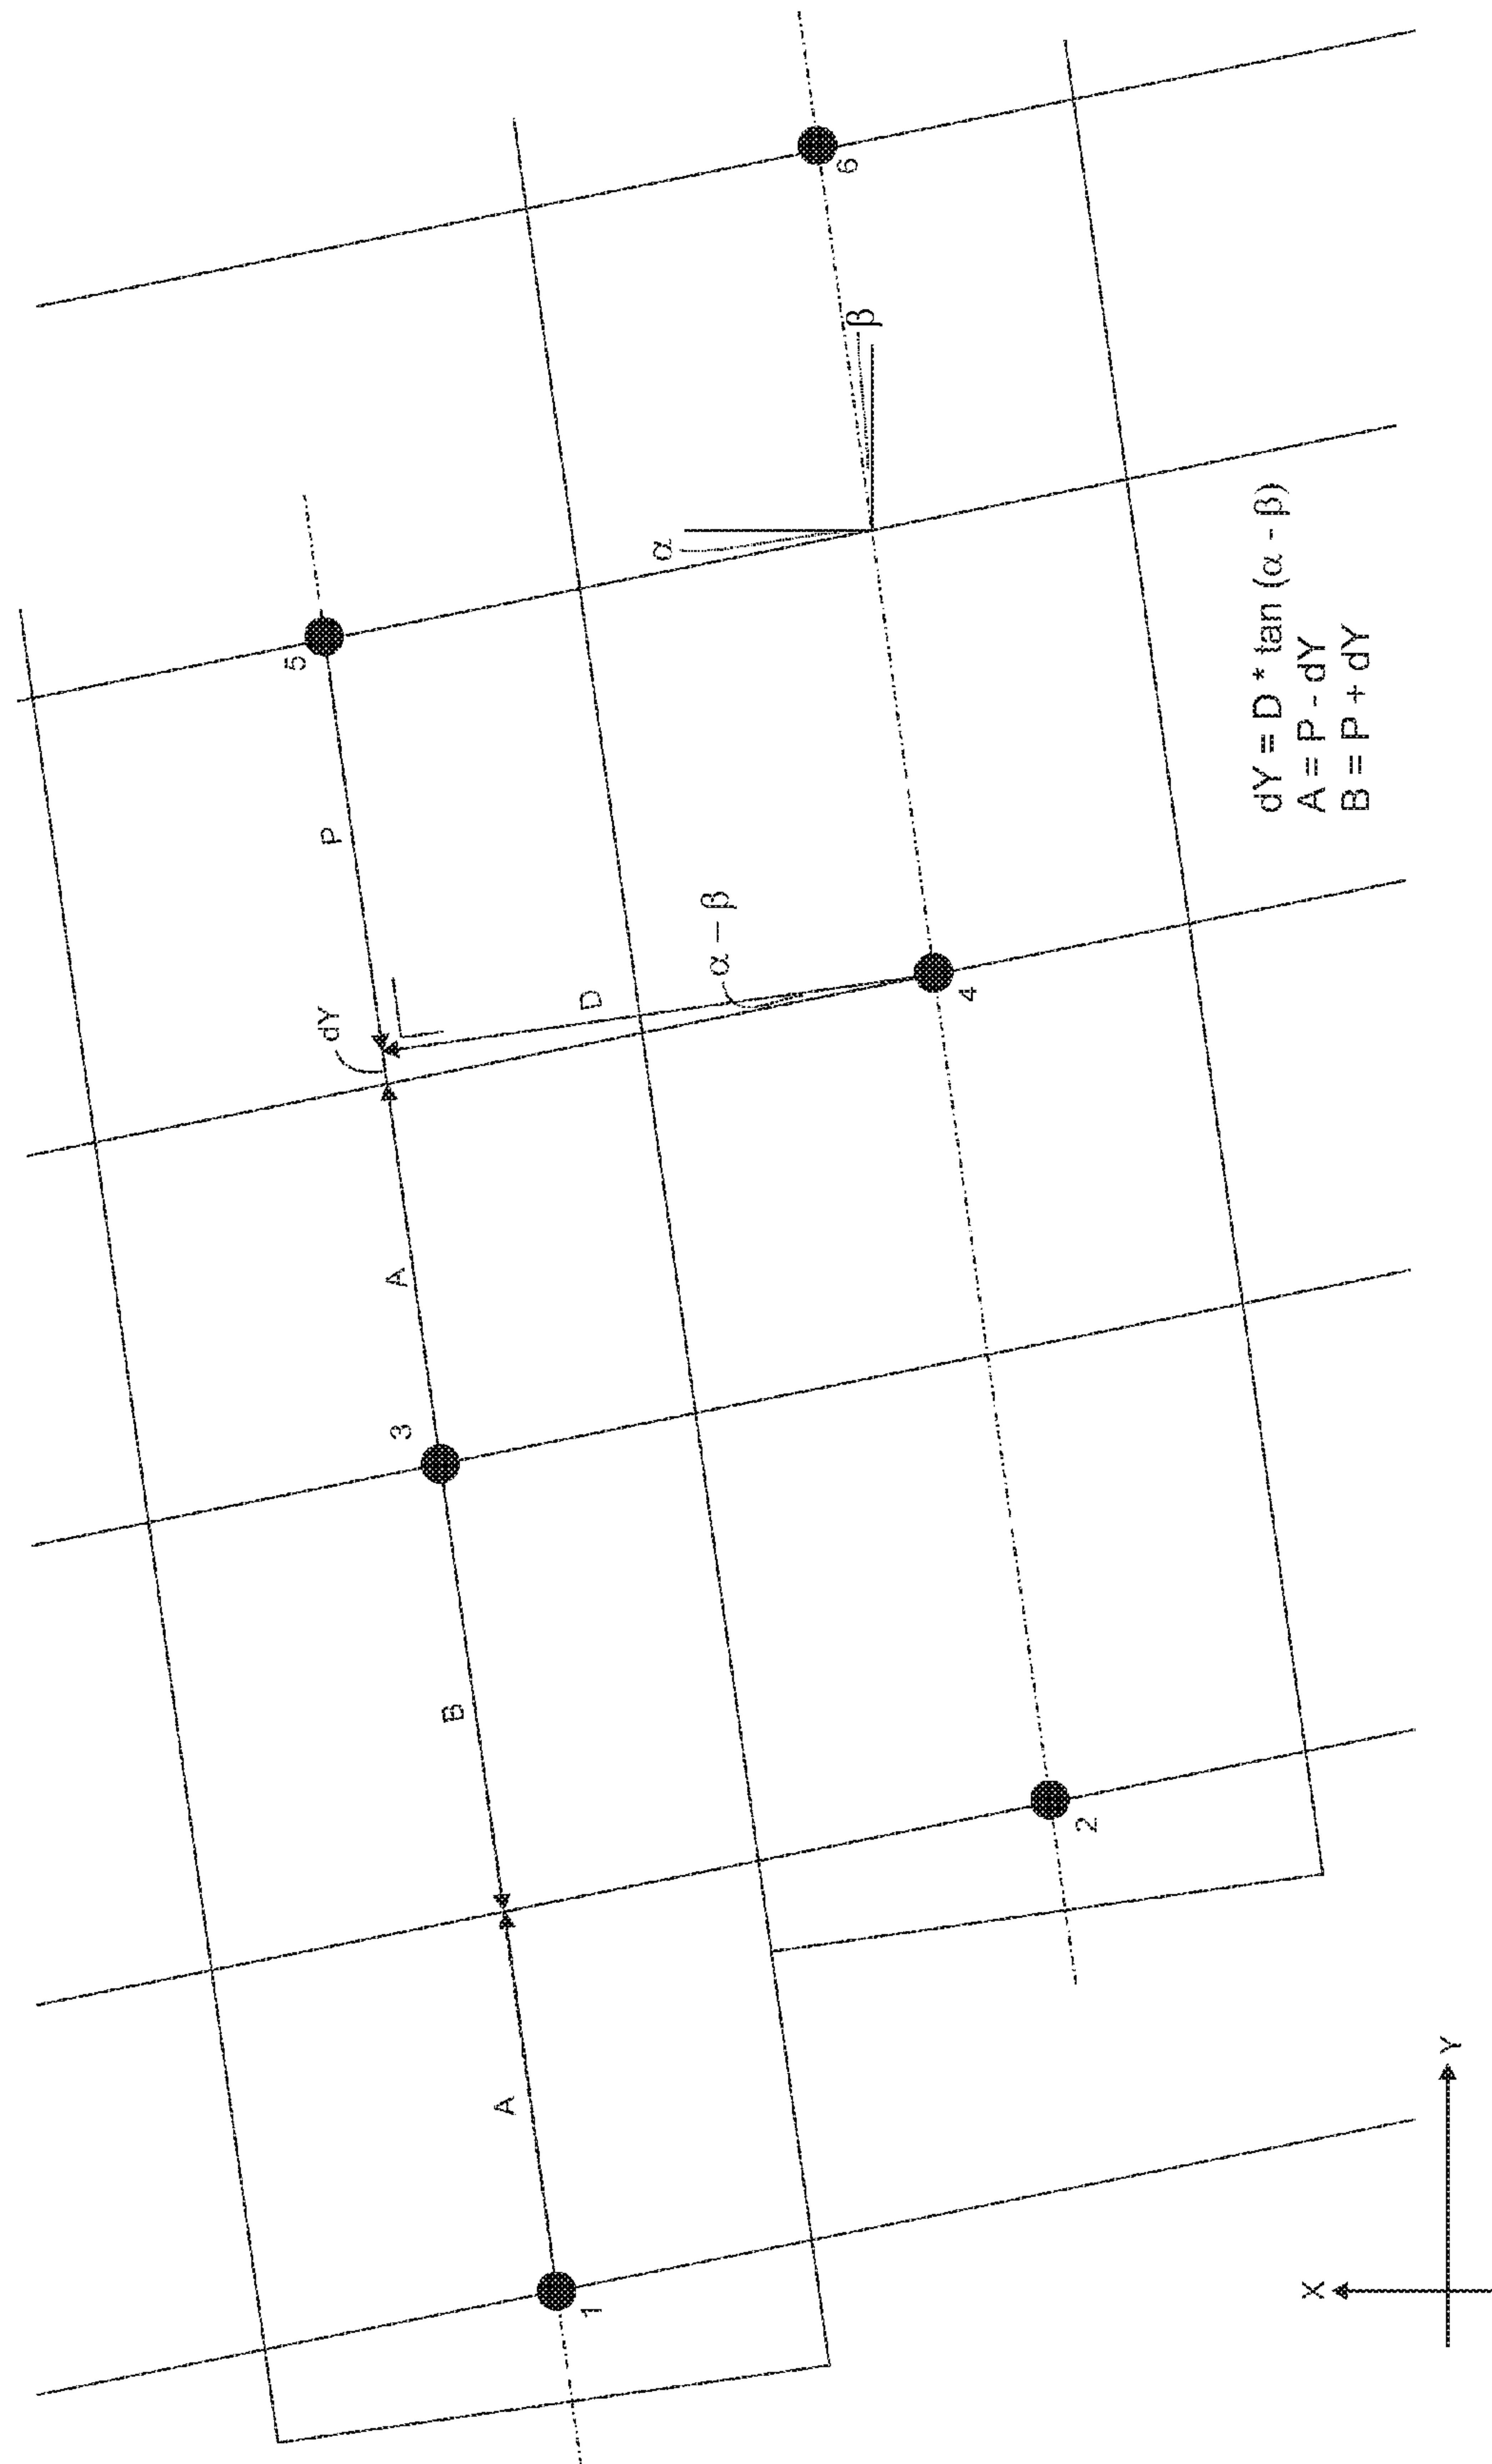 1
A
2
B
3
A
dY
D
α – β
4
P
5
α
β
6
dY = D * tan (α - β)
A = P - dY
B = P + dY
X
Y